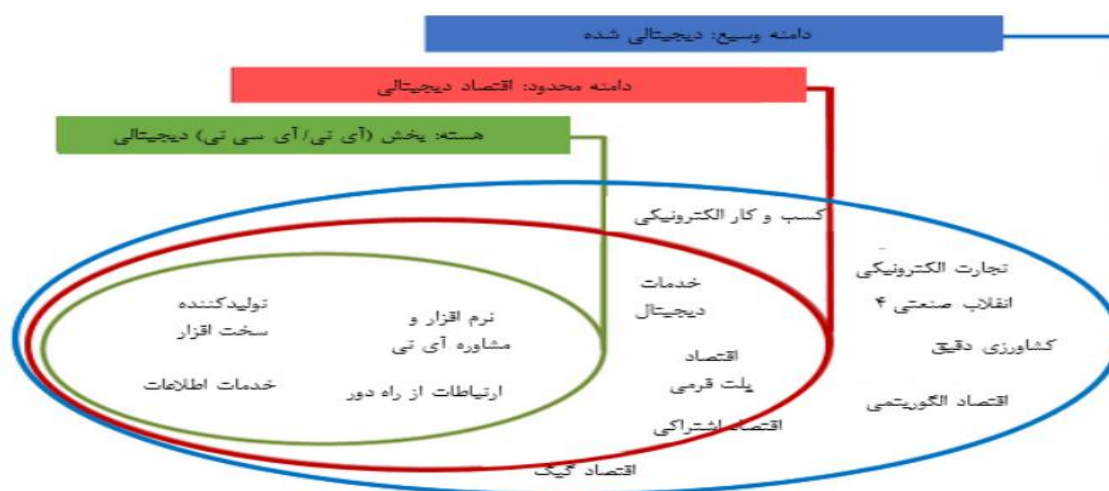 دامنه وسیع: دیجیتالی شده
دامنه محدود: اقتصاد دیجیتالی
هسته: بخش (آی تی/ آی سی تی) دیجیتالی
کسب و کار الکترونیکی
تجارت الکترونیکی
خدمات
دیجیتال
انقلاب صنعتی ۴
تولیدکننده
سخت افزار
نرم افزار و
مشاوره آی تی
کشاورزی دقیق
اقتصاد
پلت فرمی
خدمات اطلاعات
ارتباطات از راه دور
اقتصاد الگوریتمی
اقتصاد اشتراکی
اقتصاد گیگ